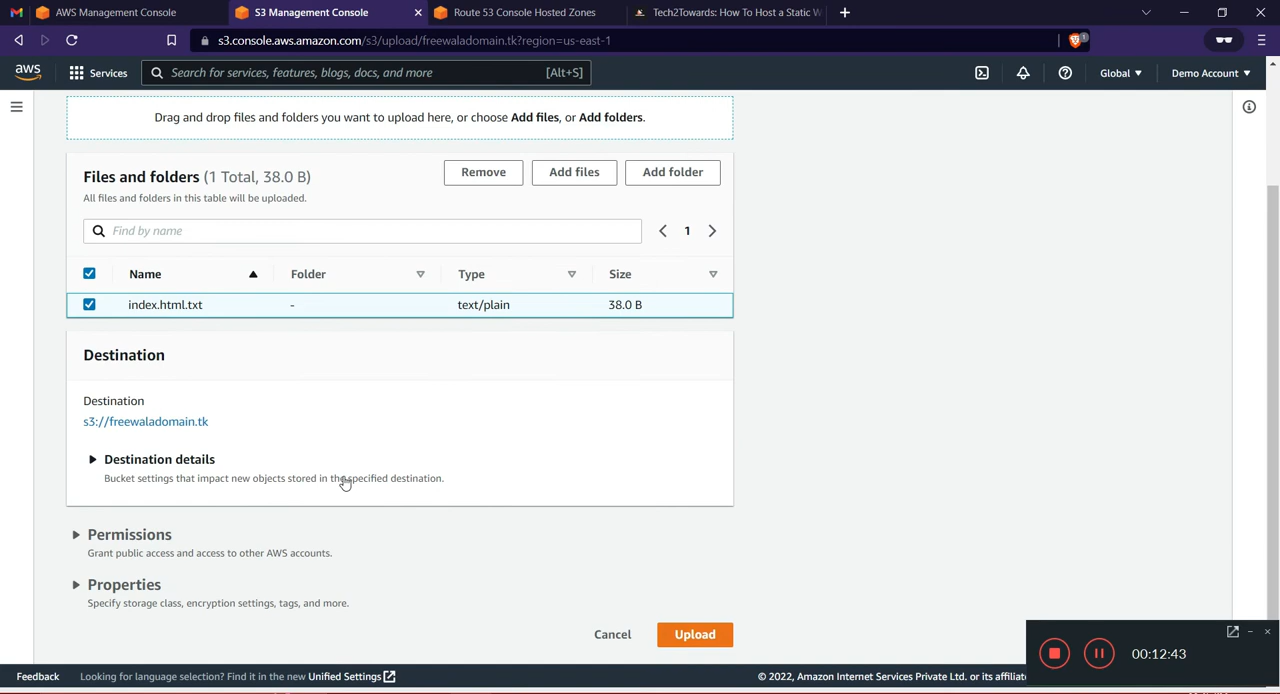 AWS Management Console
S3 Management Console
Route 53 Console Hosted Zones
Tech2Towards: How To Host a Static W
s3.console.aws.amazon.com/s3/upload/freewaladomain.tk?region=us-east-1
1
aws
Services
Search for services, features, blogs, docs, and more
[Alt+S]
Global
Demo Account
Drag and drop files and folders you want to upload here, or choose Add files, or Add folders.
Files and folders (1 Total, 38.0 B)
Remove
Add files
Add folder
All files and folders in this table will be uploaded.
Find by name
1
Name
Folder
Type
Size
index.html.txt
-
text/plain
38.0 B
Destination
Destination
s3://freewaladomain.tk
Destination details
Bucket settings that impact new objects stored in the specified destination.
Permissions
Grant public access and access to other AWS accounts.
Properties
Specify storage class, encryption settings, tags, and more.
Cancel
Upload
00:12:43
Feedback
Looking for language selection? Find it in the new Unified Settings
© 2022, Amazon Internet Services Private Ltd. or its affiliate